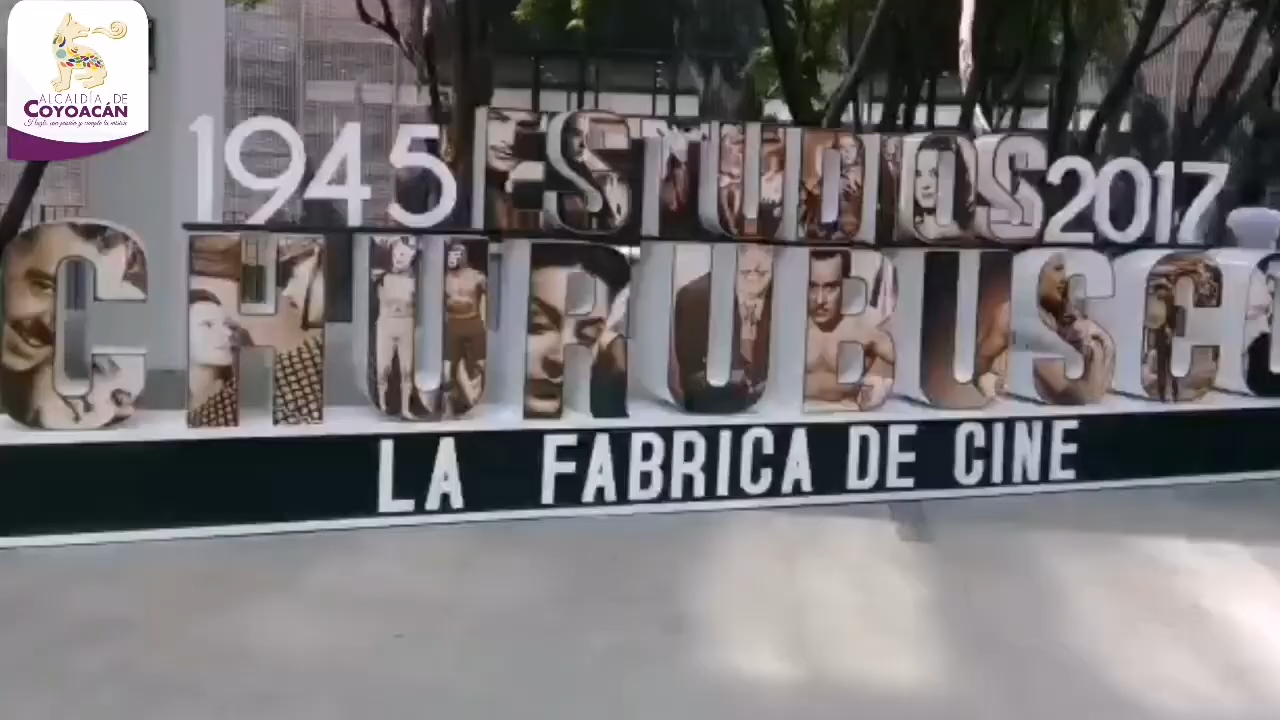 ALCALDÍA DE
COYOACÁN
1945 ESTUDIOS 2017
CHURUBUSCO
LA FABRICA DE CINE